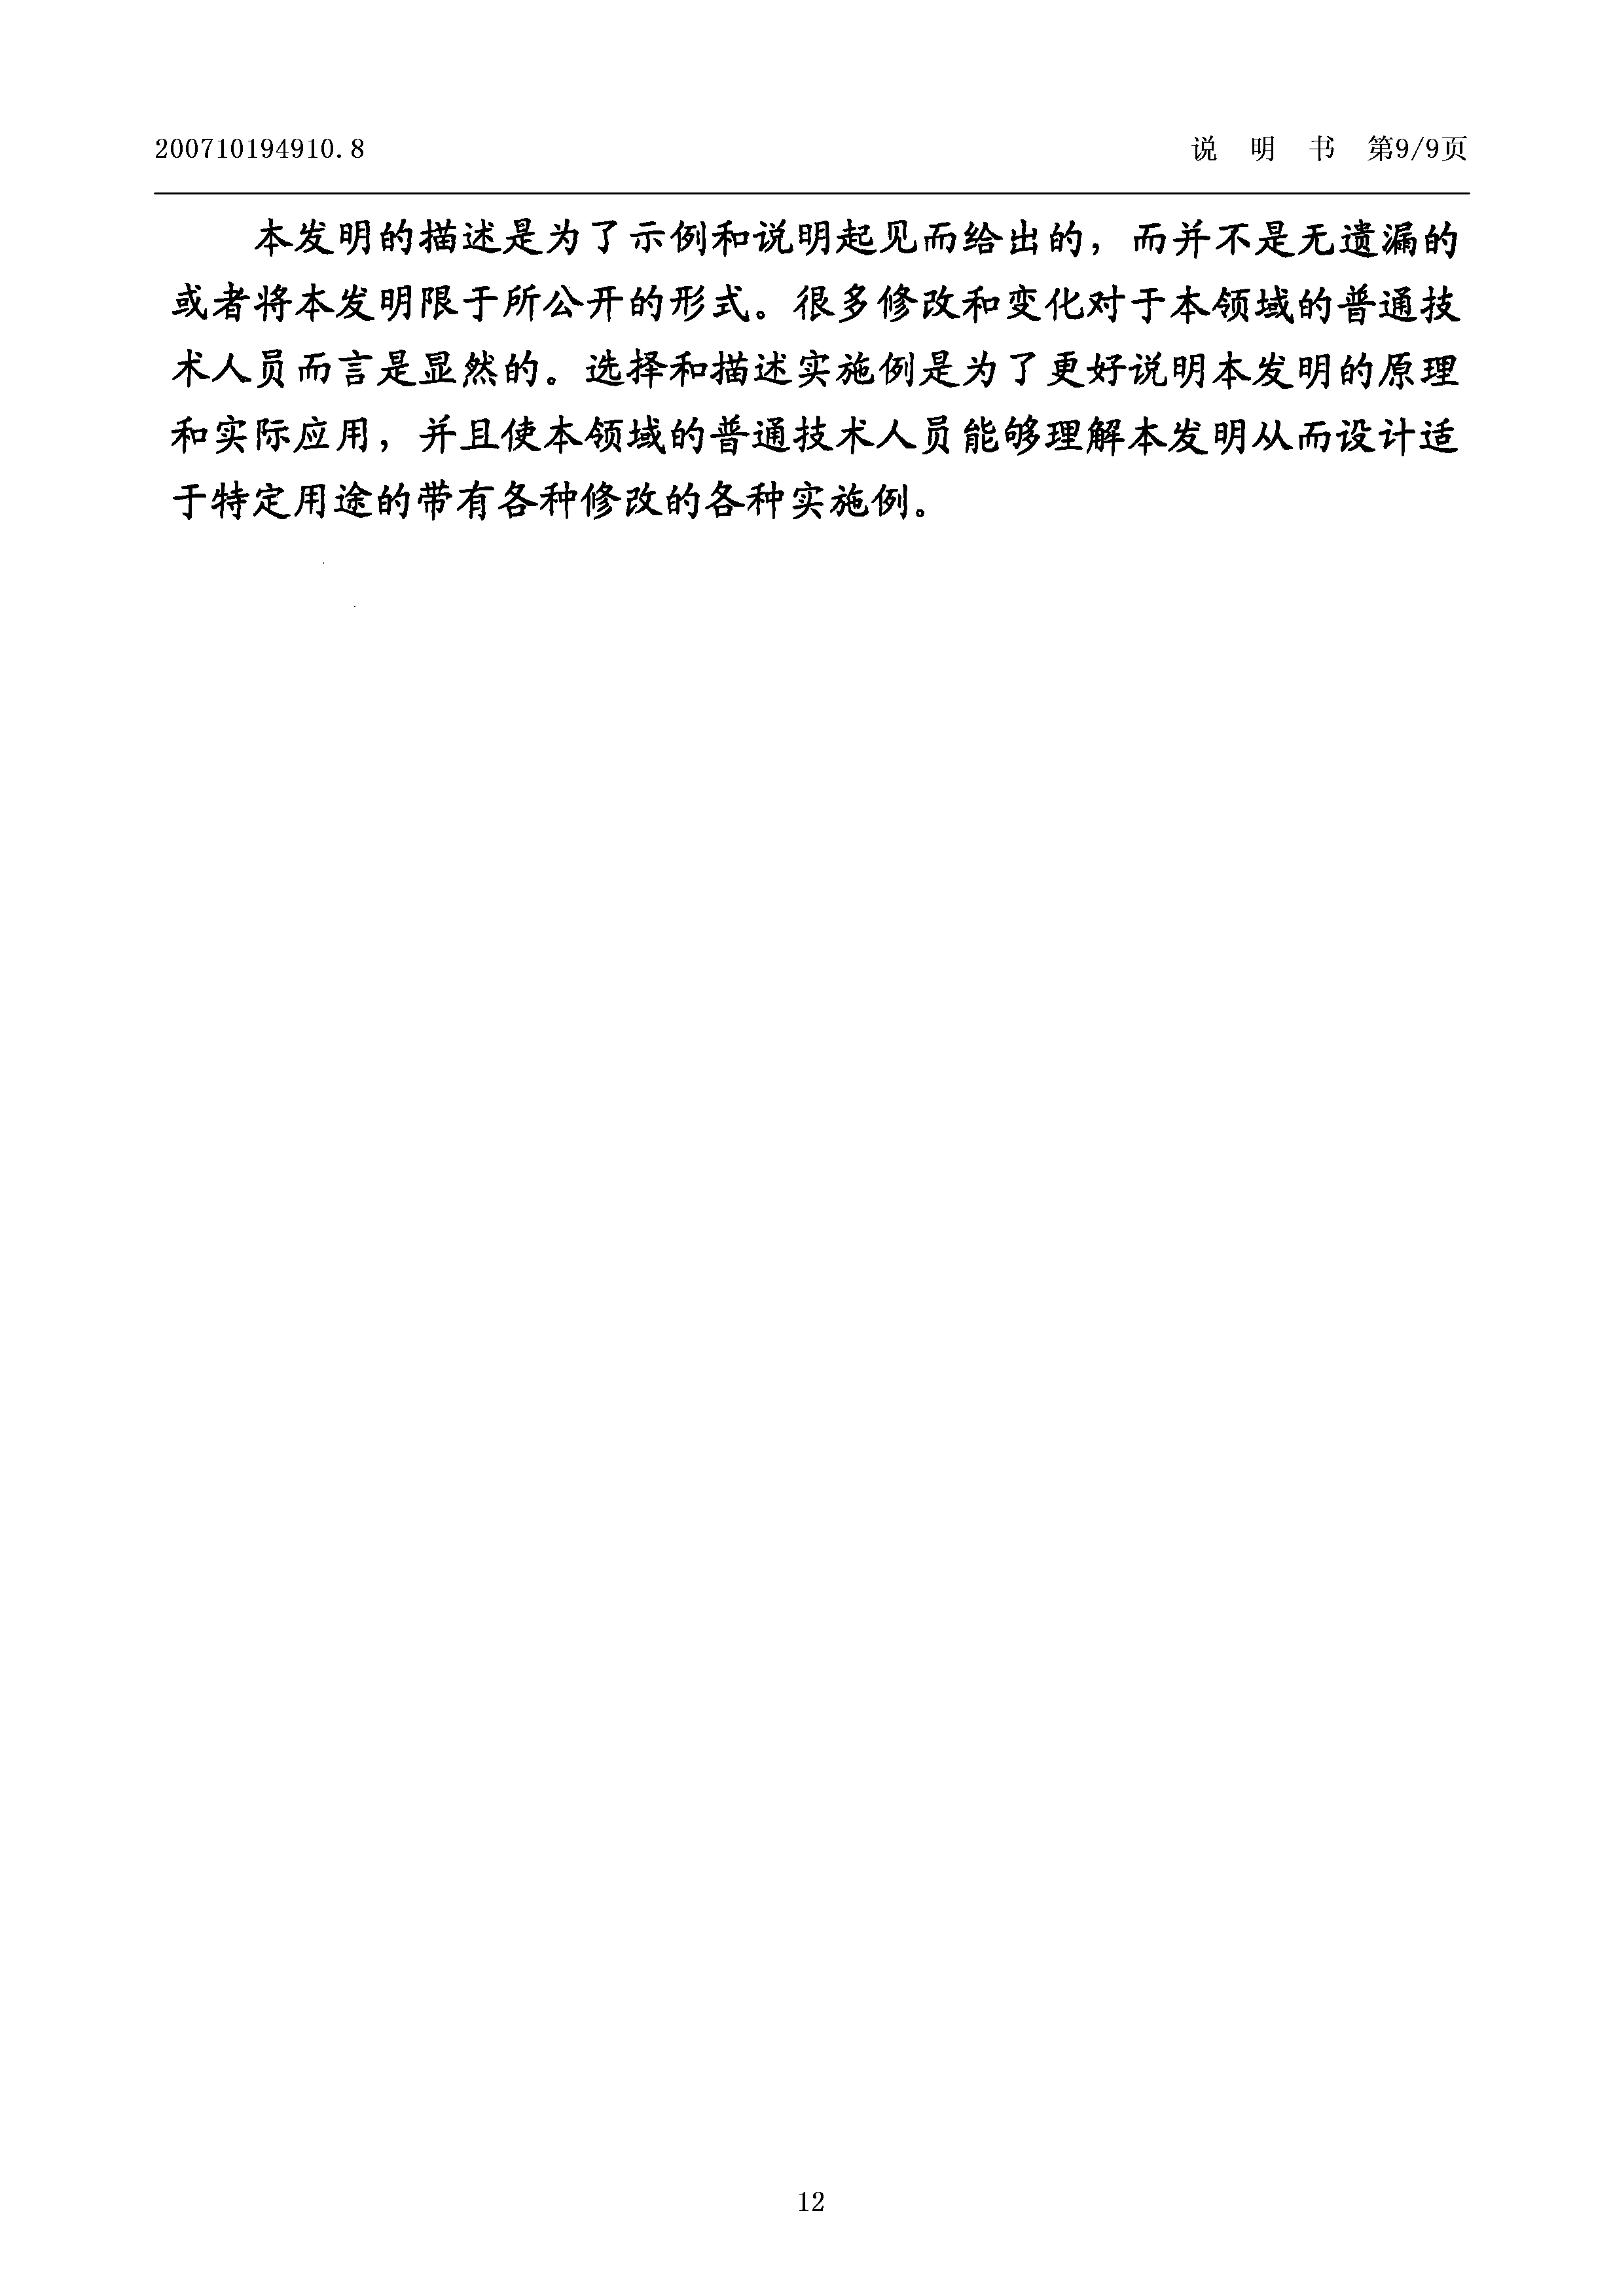 200710194910.8
说 明 书 第9/9页
本发明的描述是为了示例和说明起见而给出的，而并不是无遗漏的
或者将本发明限于所公开的形式。很多修改和变化对于本领域的普通技
术人员而言是显然的。选择和描述实施例是为了更好说明本发明的原理
和实际应用，并且使本领域的普通技术人员能够理解本发明从而设计适
于特定用途的带有各种修改的各种实施例。
12